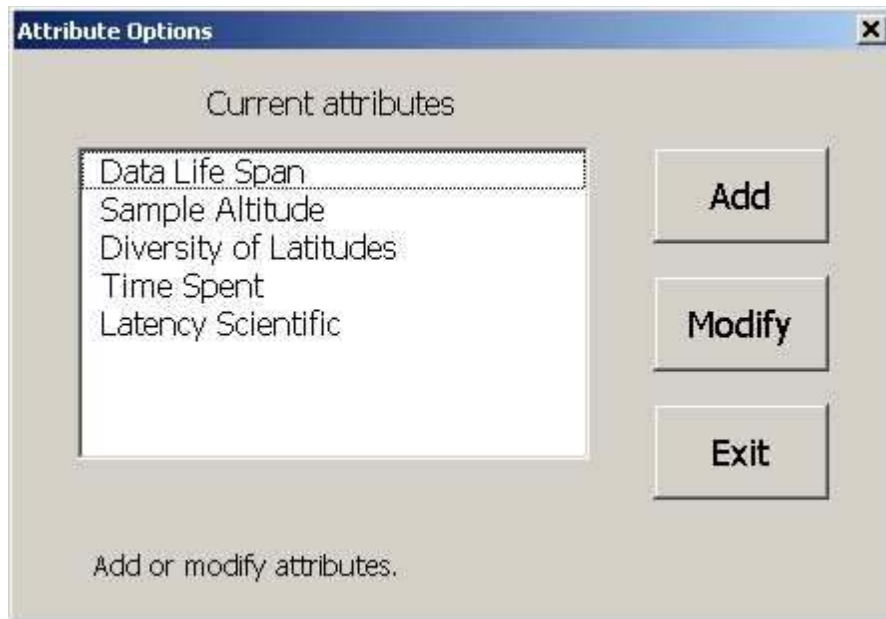 Attribute Options
Current attributes
Data Life Span
Sample Altitude
Diversity of Latitudes
Time Spent
Latency Scientific
Add
Modify
Exit
Add or modify attributes.